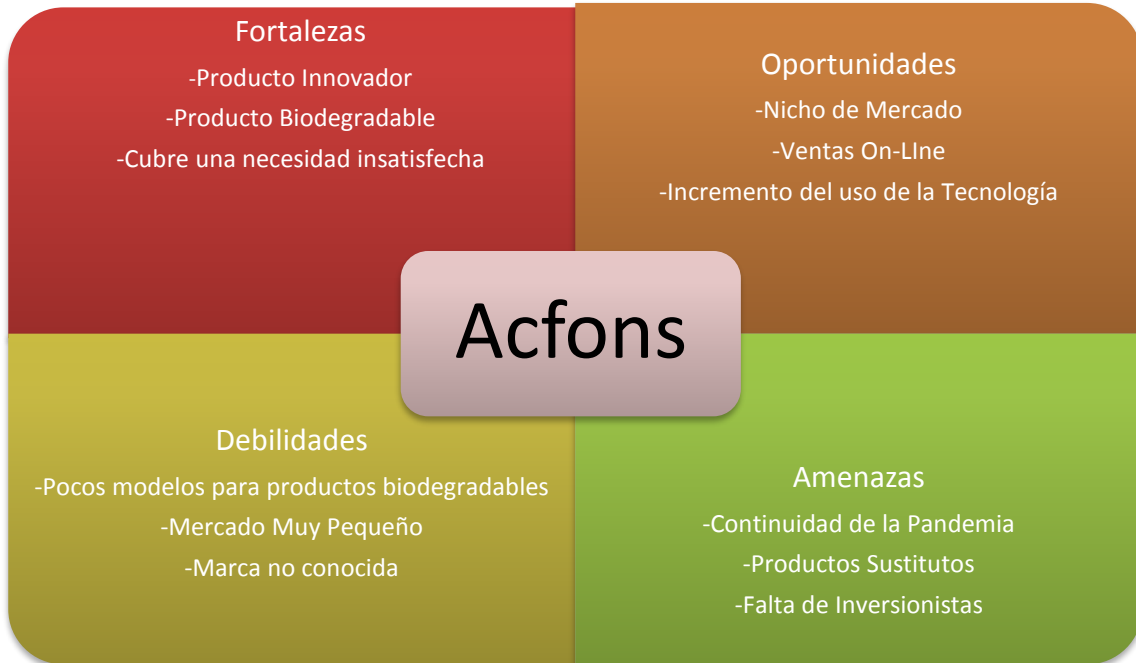 Fortalezas
-Producto Innovador
-Producto Biodegradable
-Cubre una necesidad insatisfecha
Oportunidades
-Nicho de Mercado
-Ventas On-LIne
-Incremento del uso de la Tecnología
Acfons
Debilidades
-Pocos modelos para productos biodegradables
-Mercado Muy Pequeño
-Marca no conocida
Amenazas
-Continuidad de la Pandemia
-Productos Sustitutos
-Falta de Inversionistas